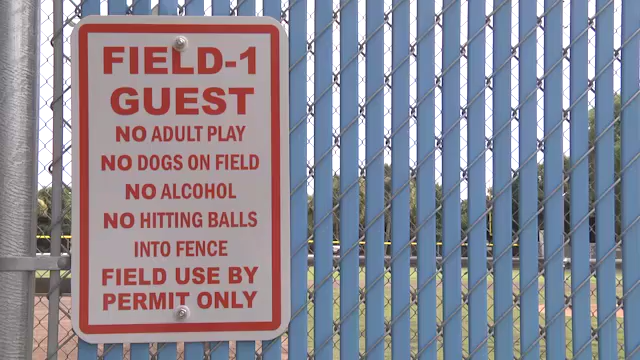 FIELD-1
GUEST
NO ADULT PLAY
NO DOGS ON FIELD
NO ALCOHOL
NO HITTING BALLS
INTO FENCE
FIELD USE BY
PERMIT ONLY